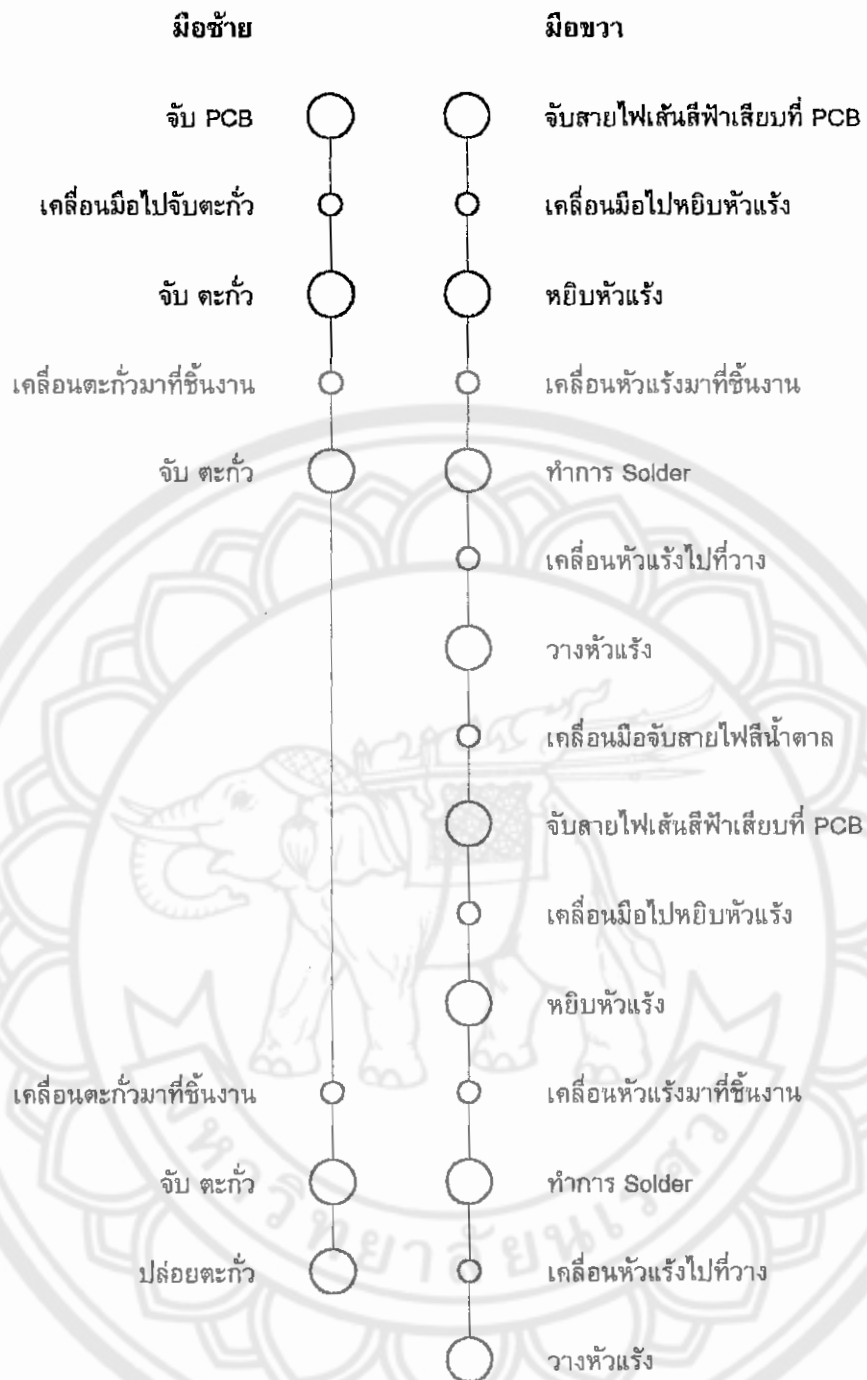 มือซ้าย มือขวา
จับ PCB จับสายไฟเส้นสีฟ้าเสียบที่ PCB
เคลื่อนมือไปจับตะกั่ว เคลื่อนมือไปหยิบหัวแร้ง
จับ ตะกั่ว หยิบหัวแร้ง
เคลื่อนตะกั่วมาที่ชิ้นงาน เคลื่อนหัวแร้งมาที่ชิ้นงาน
จับ ตะกั่ว ทำการ Solder
เคลื่อนหัวแร้งไปที่วาง
วางหัวแร้ง
เคลื่อนมือจับสายไฟสีน้ำตาล
จับสายไฟเส้นสีฟ้าเสียบที่ PCB
เคลื่อนมือไปหยิบหัวแร้ง
หยิบหัวแร้ง
เคลื่อนตะกั่วมาที่ชิ้นงาน เคลื่อนหัวแร้งมาที่ชิ้นงาน
จับ ตะกั่ว ทำการ Solder
ปล่อยตะกั่ว เคลื่อนหัวแร้งไปที่วาง
วางหัวแร้ง
มหาวิทยาลัยนเรศวร